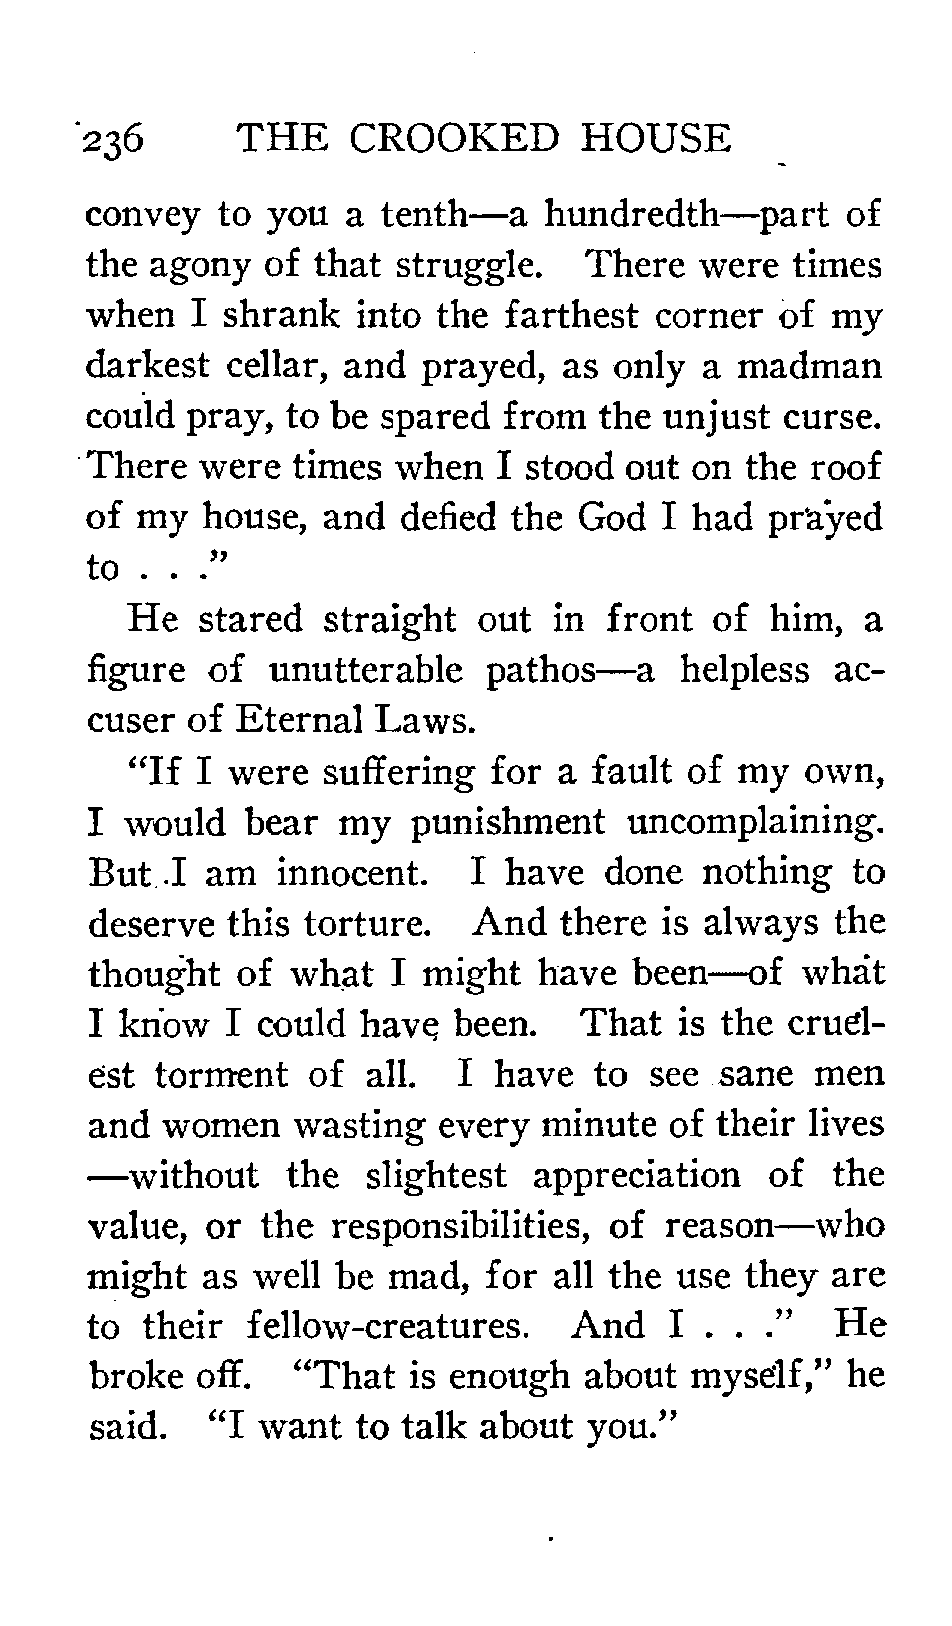 236 THE CROOKED HOUSE
convey to you a tenth—a hundredth—part of
the agony of that struggle. There were times
when I shrank into the farthest corner of my
darkest cellar, and prayed, as only a madman
could pray, to be spared from the unjust curse.
There were times when I stood out on the roof
of my house, and defied the God I had prayed
to . . ."
He stared straight out in front of him, a
figure of unutterable pathos—a helpless ac-
cuser of Eternal Laws.
"If I were suffering for a fault of my own,
I would bear my punishment uncomplaining.
But I am innocent. I have done nothing to
deserve this torture. And there is always the
thought of what I might have been—of what
I know I could have been. That is the cruel-
est torment of all. I have to see sane men
and women wasting every minute of their lives
—without the slightest appreciation of the
value, or the responsibilities, of reason—who
might as well be mad, for all the use they are
to their fellow-creatures. And I . . ." He
broke off. "That is enough about myself," he
said. "I want to talk about you."